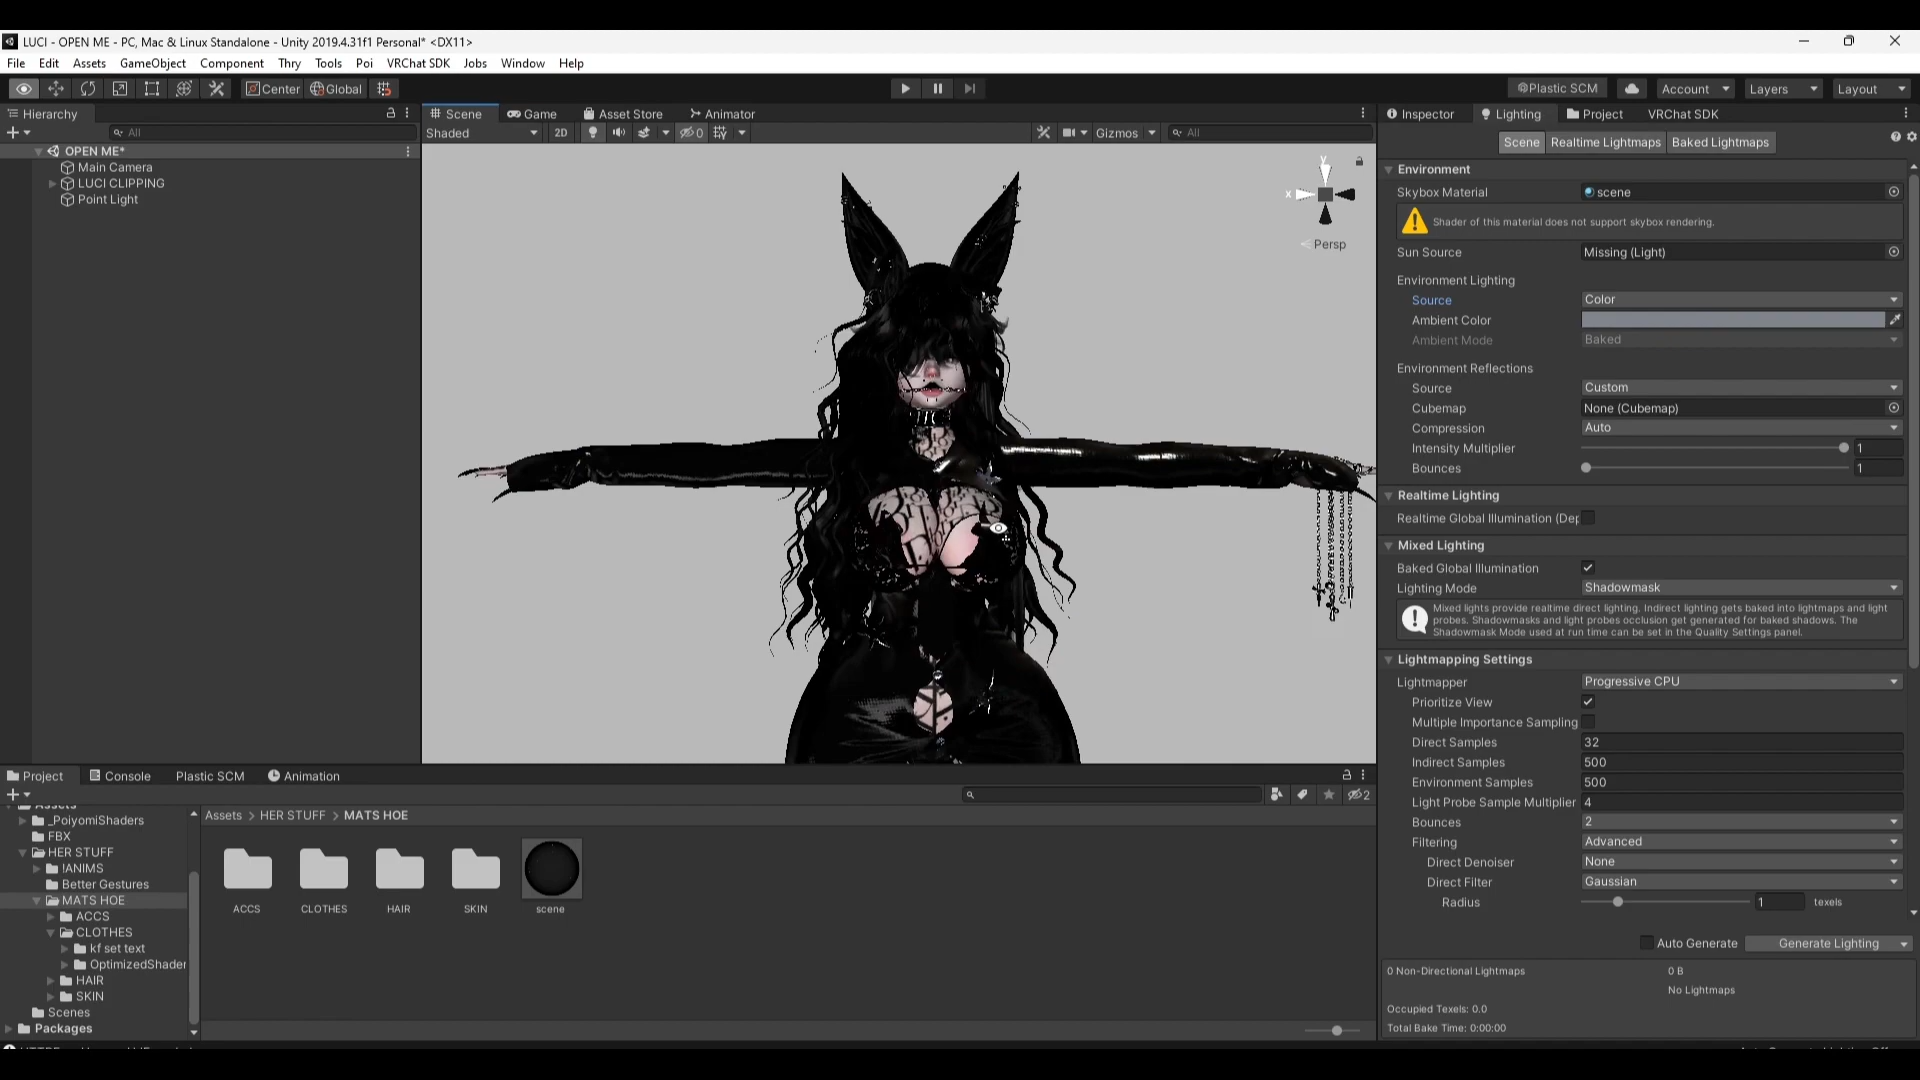 LUCI - OPEN ME - PC, Mac & Linux Standalone - Unity 2019.4.31f1 Personal* <DX11>
File Edit Assets GameObject Component Thry Tools Poi VRChat SDK Jobs Window Help
Center Global Plastic SCM Account Layers Layout
Hierarchy
All
OPEN ME*
Main Camera
LUCI CLIPPING
Point Light
Scene Game Asset Store Animator
Shaded 2D 0 Gizmos All
y
x
Persp
Inspector Lighting Project VRChat SDK
Scene Realtime Lightmaps Baked Lightmaps
Environment
Skybox Material scene
Shader of this material does not support skybox rendering.
Sun Source Missing (Light)
Environment Lighting
Source Color
Ambient Color
Ambient Mode Baked
Environment Reflections
Source Custom
Cubemap None (Cubemap)
Compression Auto
Intensity Multiplier 1
Bounces 1
Realtime Lighting
Realtime Global Illumination (Dep
Mixed Lighting
Baked Global Illumination
Lighting Mode Shadowmask
Mixed lights provide realtime direct lighting. Indirect lighting gets baked into lightmaps and light
probes. Shadowmasks and light probes occlusion get generated for baked shadows. The
Shadowmask Mode used at run time can be set in the Quality Settings panel.
Lightmapping Settings
Lightmapper Progressive CPU
Prioritize View
Multiple Importance Sampling
Direct Samples 32
Indirect Samples 500
Environment Samples 500
Light Probe Sample Multiplier 4
Bounces 2
Filtering Advanced
Direct Denoiser None
Direct Filter Gaussian
Radius 1 texels
Auto Generate Generate Lighting
0 Non-Directional Lightmaps 0 B
No Lightmaps
Occupied Texels: 0.0
Total Bake Time: 0:00:00
Project Console Plastic SCM Animation
2
Assets
_PoiyomiShaders
FBX
HER STUFF
!ANIMS
Better Gestures
MATS HOE
ACCS
CLOTHES
kf set text
OptimizedShader
HAIR
SKIN
Scenes
Packages
Assets > HER STUFF > MATS HOE
ACCS CLOTHES HAIR SKIN scene